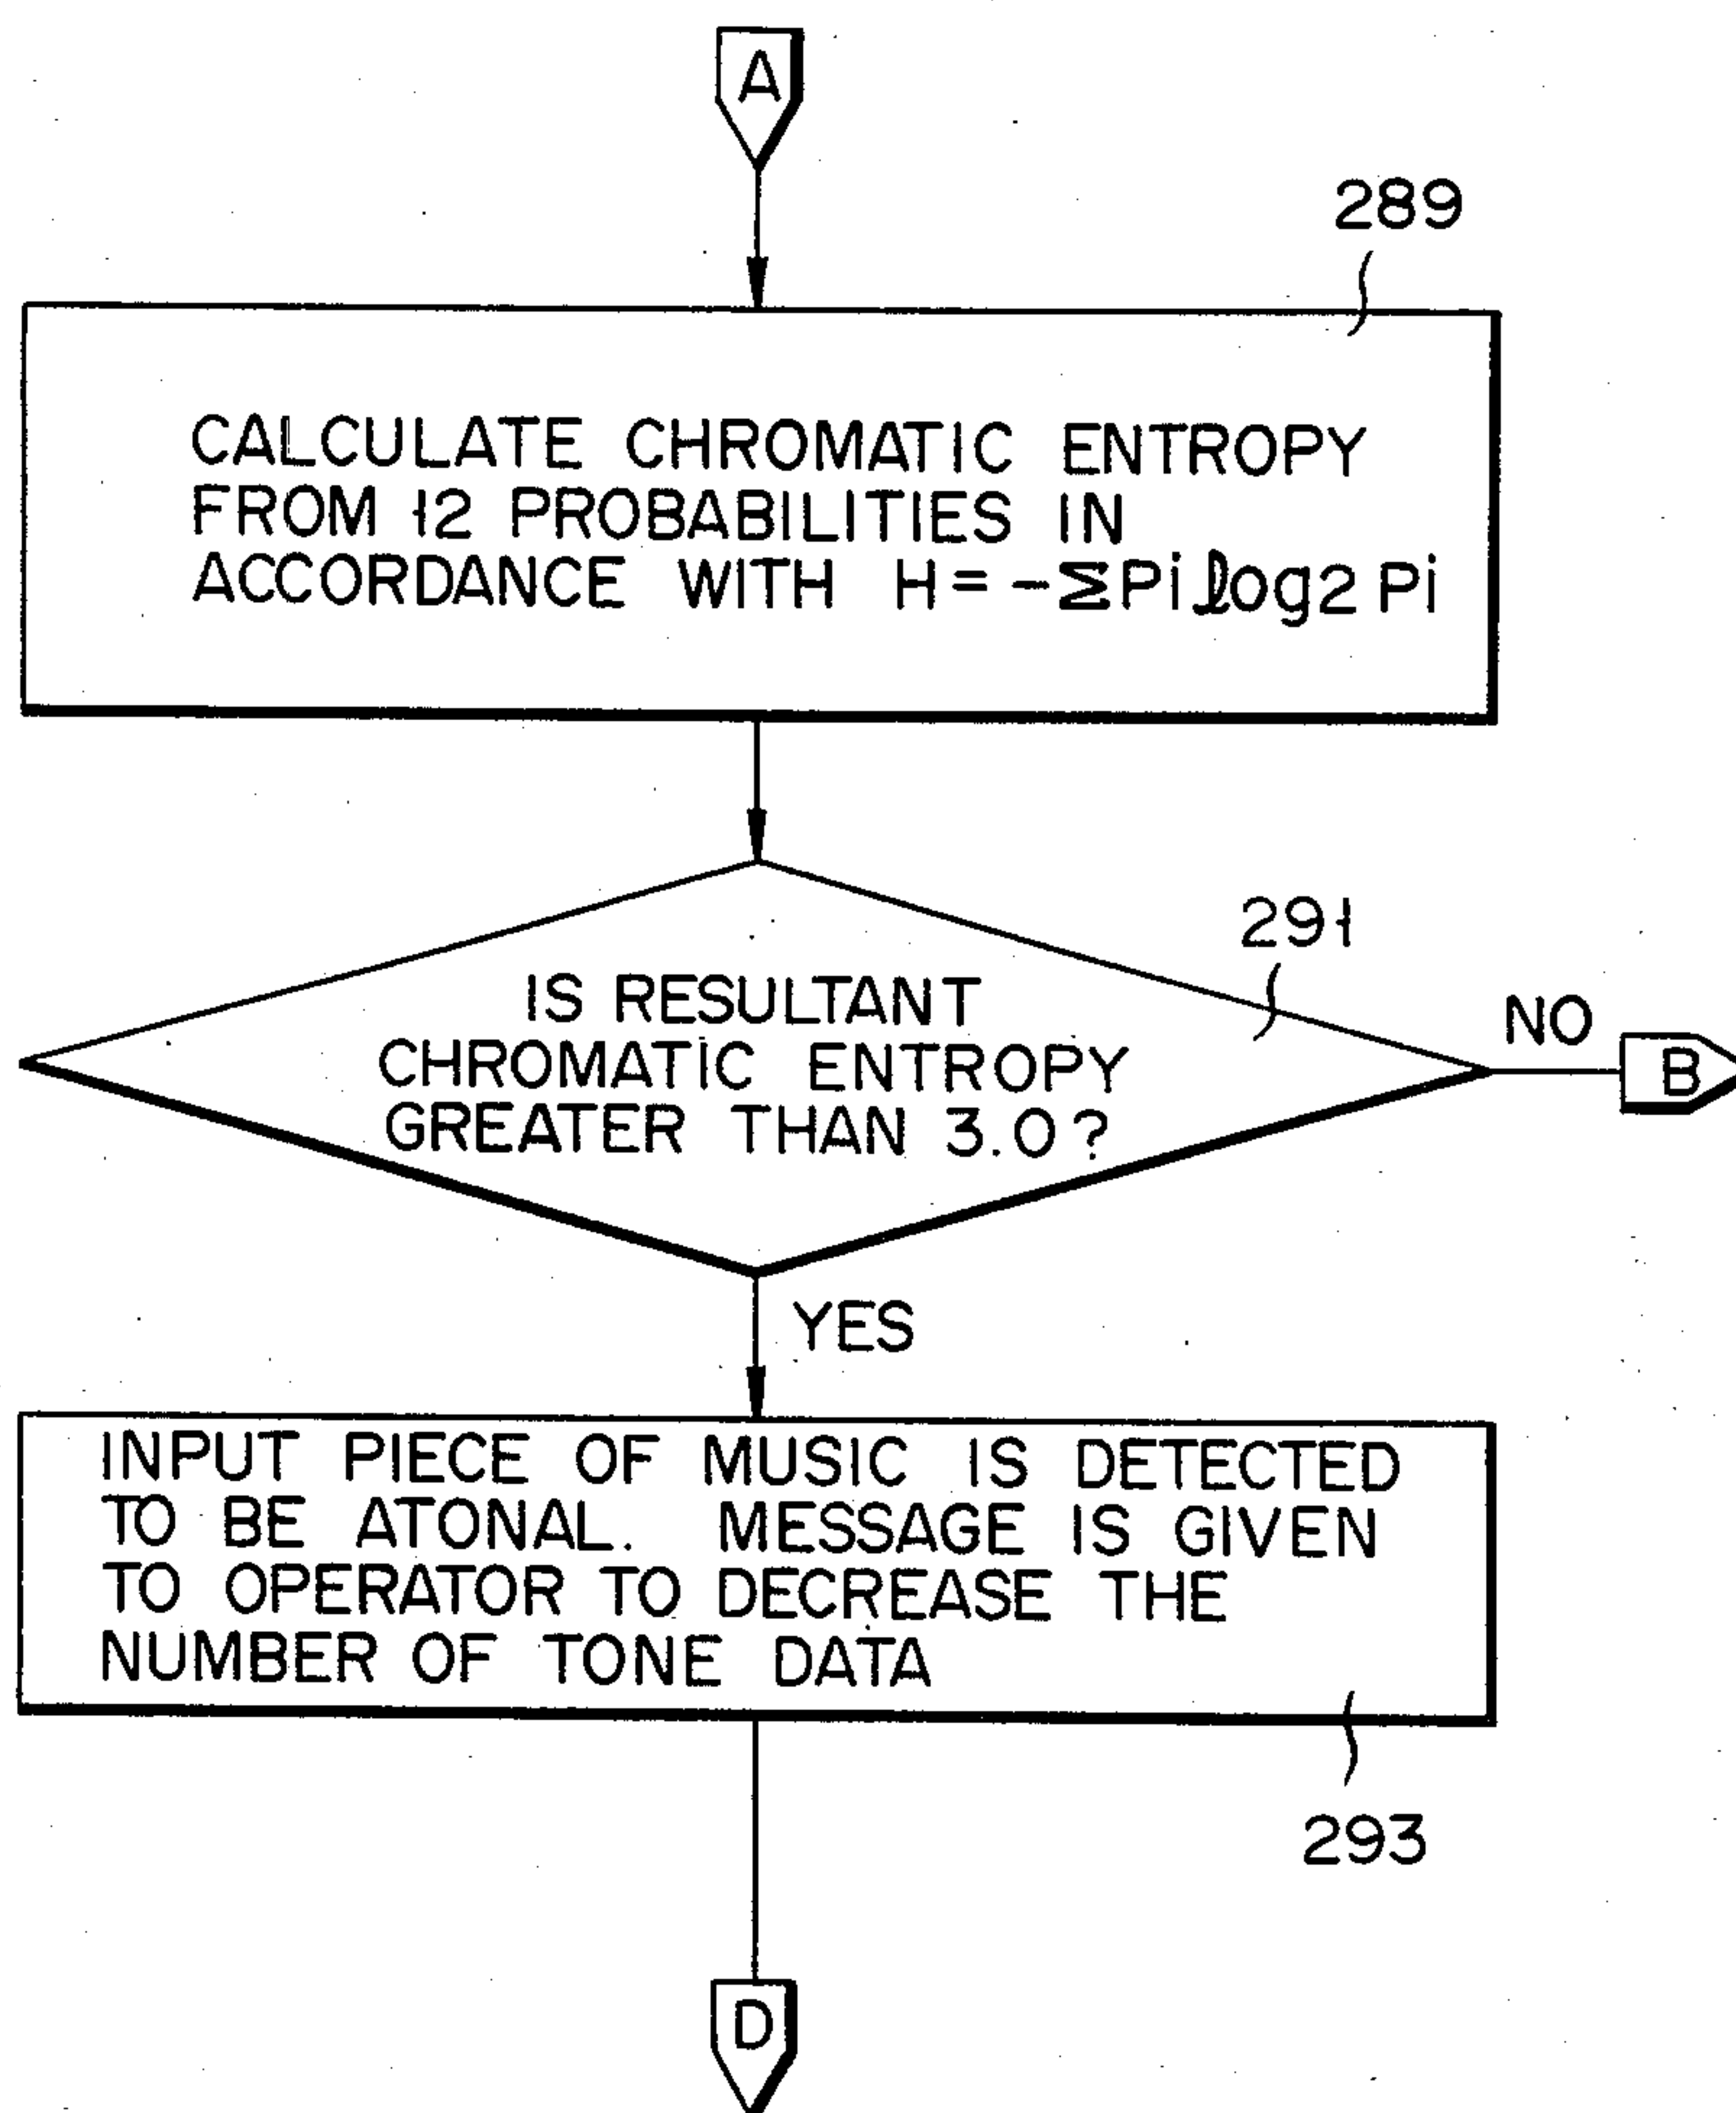 A
289
CALCULATE CHROMATIC ENTROPY
FROM 12 PROBABILITIES IN
ACCORDANCE WITH H=-ΣPi log2 Pi
291
IS RESULTANT
CHROMATIC ENTROPY
GREATER THAN 3.0?
NO
B
YES
INPUT PIECE OF MUSIC IS DETECTED
TO BE ATONAL. MESSAGE IS GIVEN
TO OPERATOR TO DECREASE THE
NUMBER OF TONE DATA
293
D